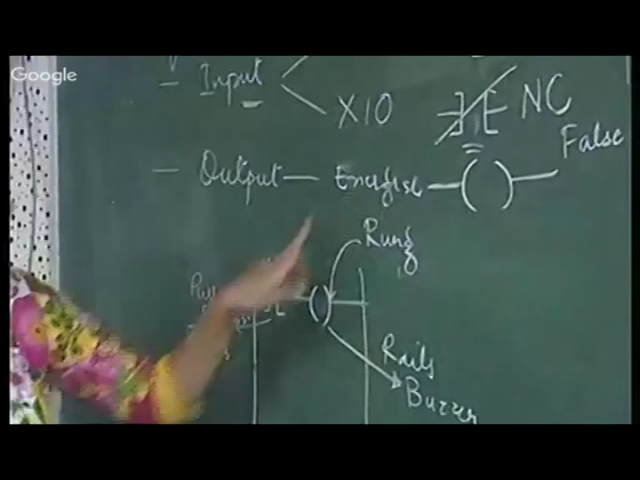 Google
Input
X10
NC
False
Output — Energise —( )—
Rung
Rails
Buzzer